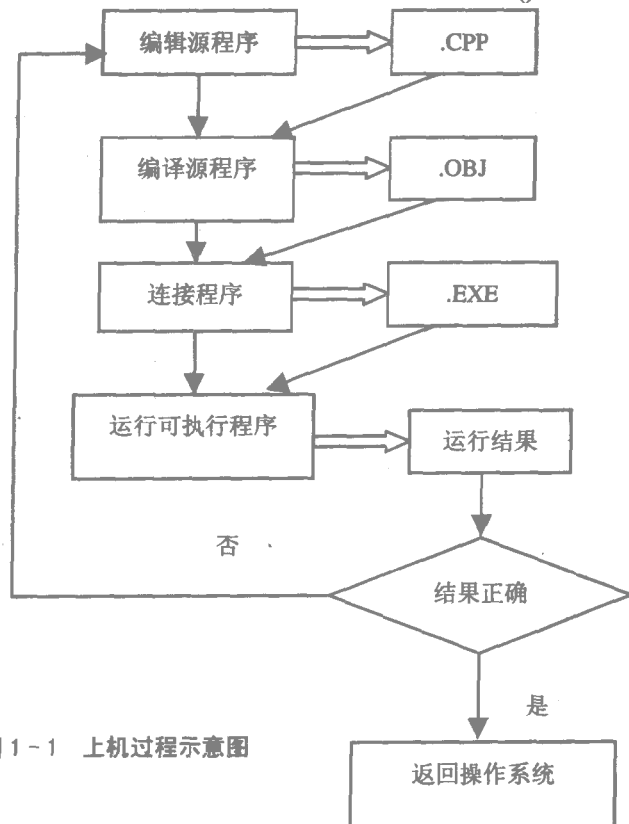 编辑源程序
.CPP
编译源程序
.OBJ
连接程序
.EXE
运行可执行程序
运行结果
否
结果正确
是
1-1 上机过程示意图
返回操作系统